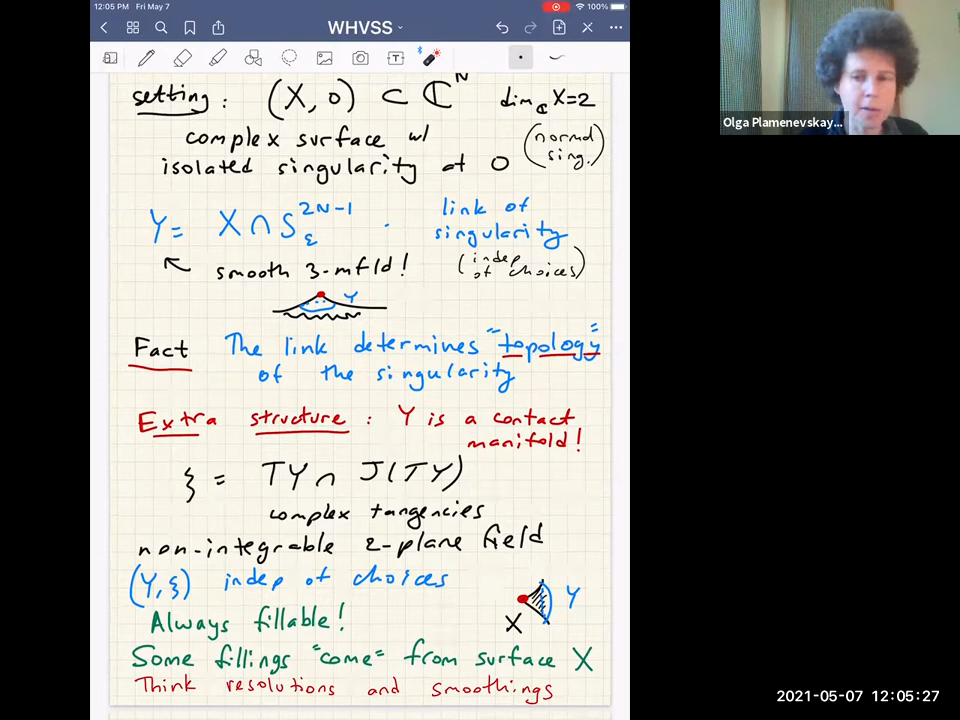 12:05 PM Fri May 7
100%
WHVSS
setting : (X, 0) ⊂ ℂ^N dim_ℂ X=2
complex surface w/ (normal
isolated singularity at 0 sing.)
Y = X ∩ S_ε^{2N-1} link of
singularity
smooth 3-mfld! (indep
of choices)
Y
Fact The link determines "topology"
of the singularity
Extra structure : Y is a contact
manifold!
ξ = TY ∩ J(TY)
complex tangencies
non-integrable 2-plane field
(Y, ξ) indep of choices
Y
X
Always fillable!
Some fillings "come" from surface X
Think resolutions and smoothings
Olga Plamenevskay...
2021-05-07 12:05:27